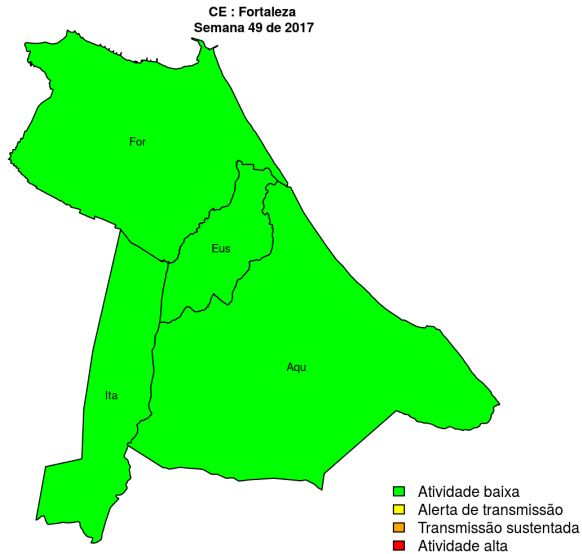 CE : Fortaleza
Semana 49 de 2017
For
Eus
Aqu
Ita
Atividade baixa
Alerta de transmissão
Transmissão sustentada
Atividade alta